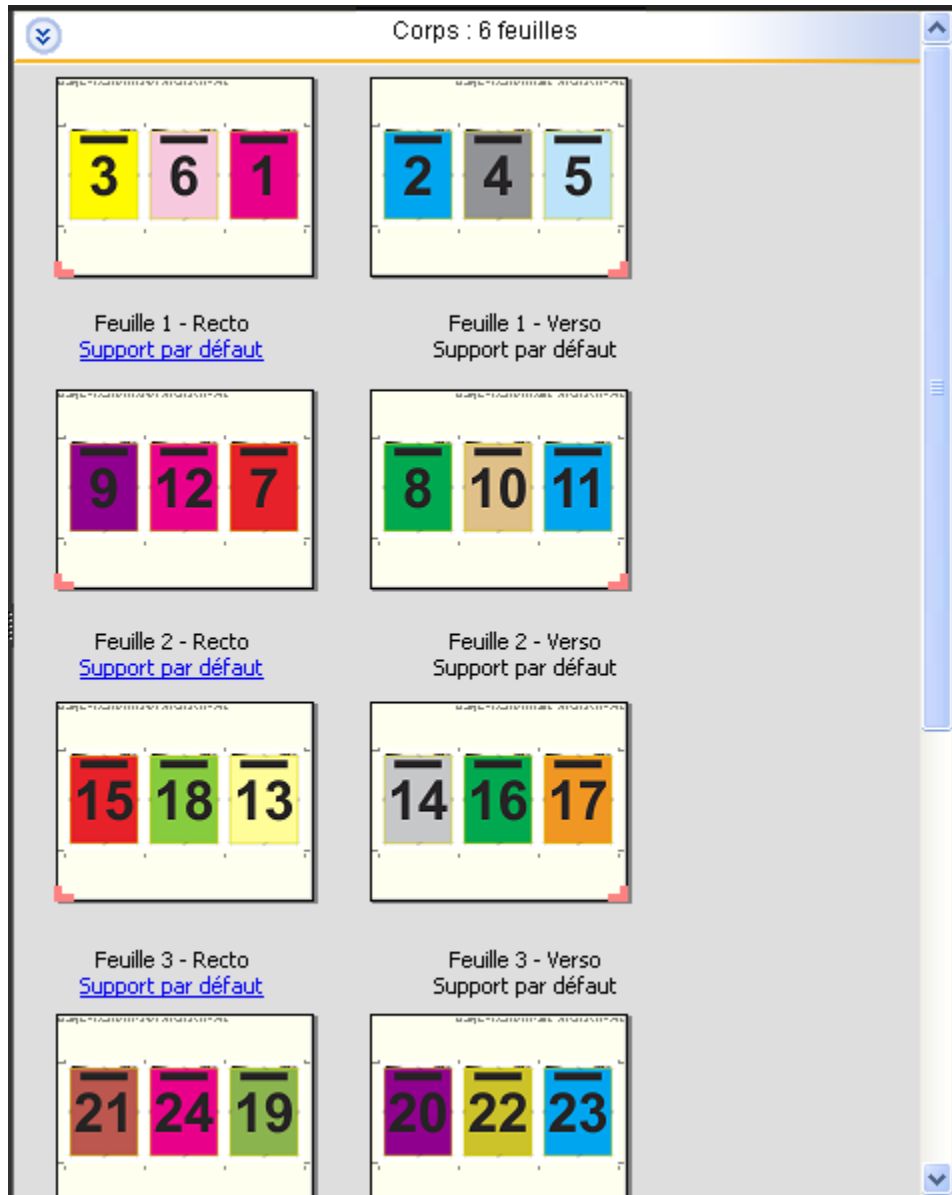 Corps : 6 feuilles
3 6 1
2 4 5
Feuille 1 - Recto
Support par défaut
Feuille 1 - Verso
Support par défaut
9 12 7
8 10 11
Feuille 2 - Recto
Support par défaut
Feuille 2 - Verso
Support par défaut
15 18 13
14 16 17
Feuille 3 - Recto
Support par défaut
Feuille 3 - Verso
Support par défaut
21 24 19
20 22 23